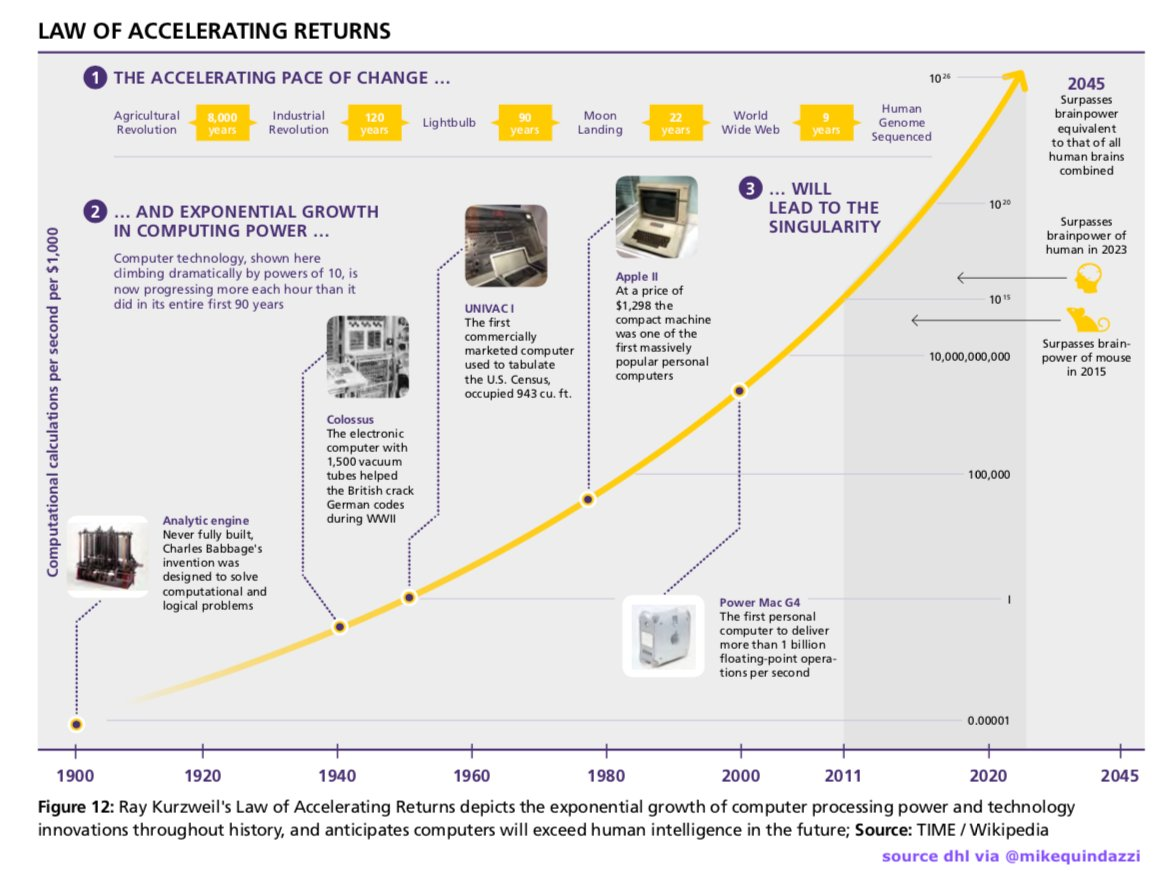 LAW OF ACCELERATING RETURNS
1 THE ACCELERATING PACE OF CHANGE ...
Agricultural
Revolution
8,000
years
Industrial
Revolution
120
years
Lightbulb
90
years
Moon
Landing
22
years
World
Wide Web
9
years
Human
Genome
Sequenced
2 ... AND EXPONENTIAL GROWTH
IN COMPUTING POWER ...
Computer technology, shown here
climbing dramatically by powers of 10, is
now progressing more each hour than it
did in its entire first 90 years
3 ... WILL
LEAD TO THE
SINGULARITY
Computational calculations per second per $1,000
Analytic engine
Never fully built,
Charles Babbage's
invention was
designed to solve
computational and
logical problems
Colossus
The electronic
computer with
1,500 vacuum
tubes helped
the British crack
German codes
during WWII
UNIVAC I
The first
commercially
marketed computer
used to tabulate
the U.S. Census,
occupied 943 cu. ft.
Apple II
At a price of
$1,298 the
compact machine
was one of the
first massively
popular personal
computers
Power Mac G4
The first personal
computer to deliver
more than 1 billion
floating-point opera-
tions per second
10²⁶
10²⁰
10¹⁵
10,000,000,000
100,000
I
0.00001
2045
Surpasses
brainpower
equivalent
to that of all
human brains
combined
Surpasses
brainpower of
human in 2023
Surpasses brain-
power of mouse
in 2015
1900
1920
1940
1960
1980
2000
2011
2020
2045
Figure 12: Ray Kurzweil's Law of Accelerating Returns depicts the exponential growth of computer processing power and technology
innovations throughout history, and anticipates computers will exceed human intelligence in the future; Source: TIME / Wikipedia
source dhl via @mikequindazzi